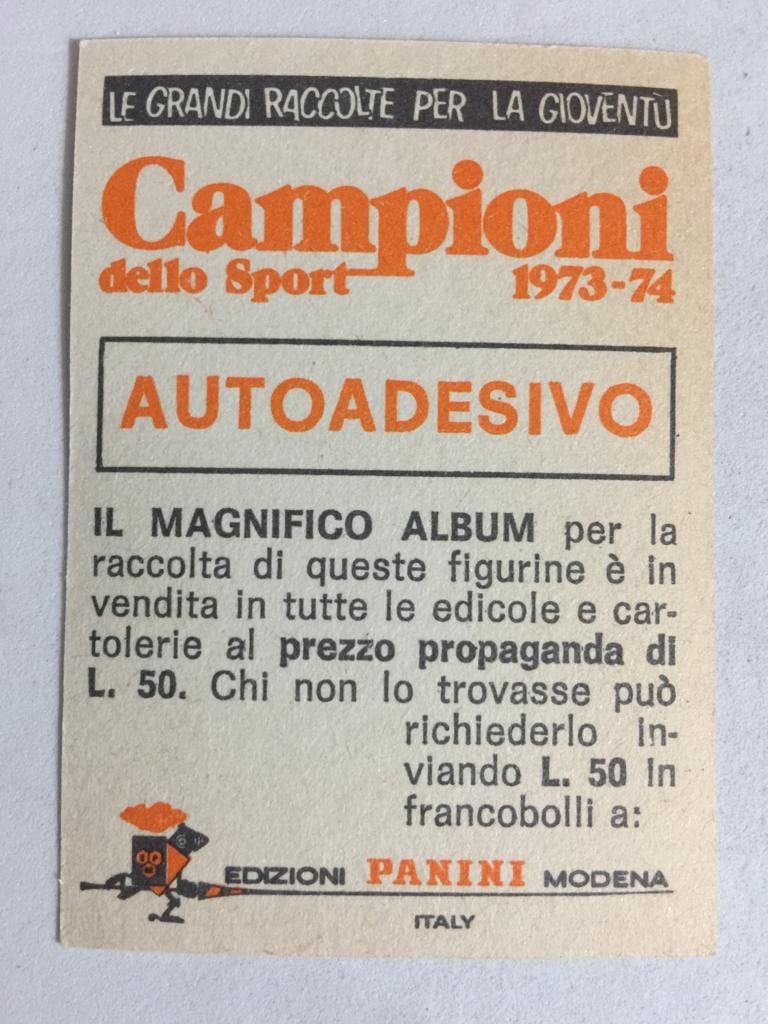 LE GRANDI RACCOLTE PER LA GIOVENTÙ
Campioni
dello Sport 1973-74
AUTOADESIVO
IL MAGNIFICO ALBUM per la
raccolta di queste figurine è in
vendita in tutte le edicole e car-
tolerie al prezzo propaganda di
L. 50. Chi non lo trovasse può
richiederlo in-
viando L. 50 in
francobolli a:
EDIZIONI PANINI MODENA
ITALY